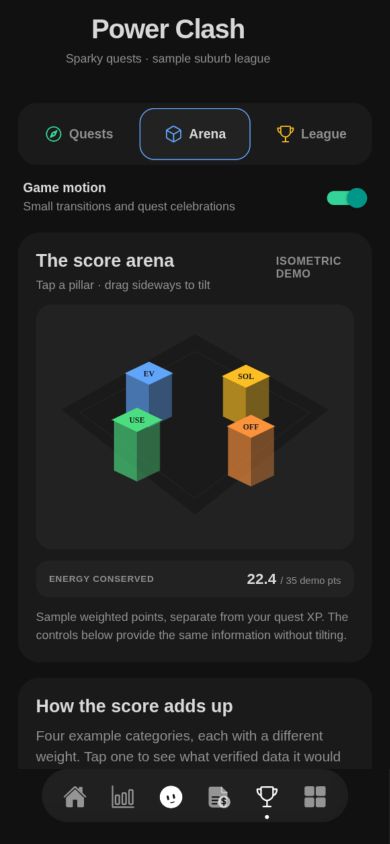 Power Clash
Sparky quests · sample suburb league
Quests
Arena
League
Game motion
Small transitions and quest celebrations
The score arena
ISOMETRIC
DEMO
Tap a pillar · drag sideways to tilt
EV
SOL
USE
OFF
ENERGY CONSERVED
22.4 / 35 demo pts
Sample weighted points, separate from your quest XP. The
controls below provide the same information without tilting.
How the score adds up
Four example categories, each with a different
weight. Tap one to see what verified data it would
$